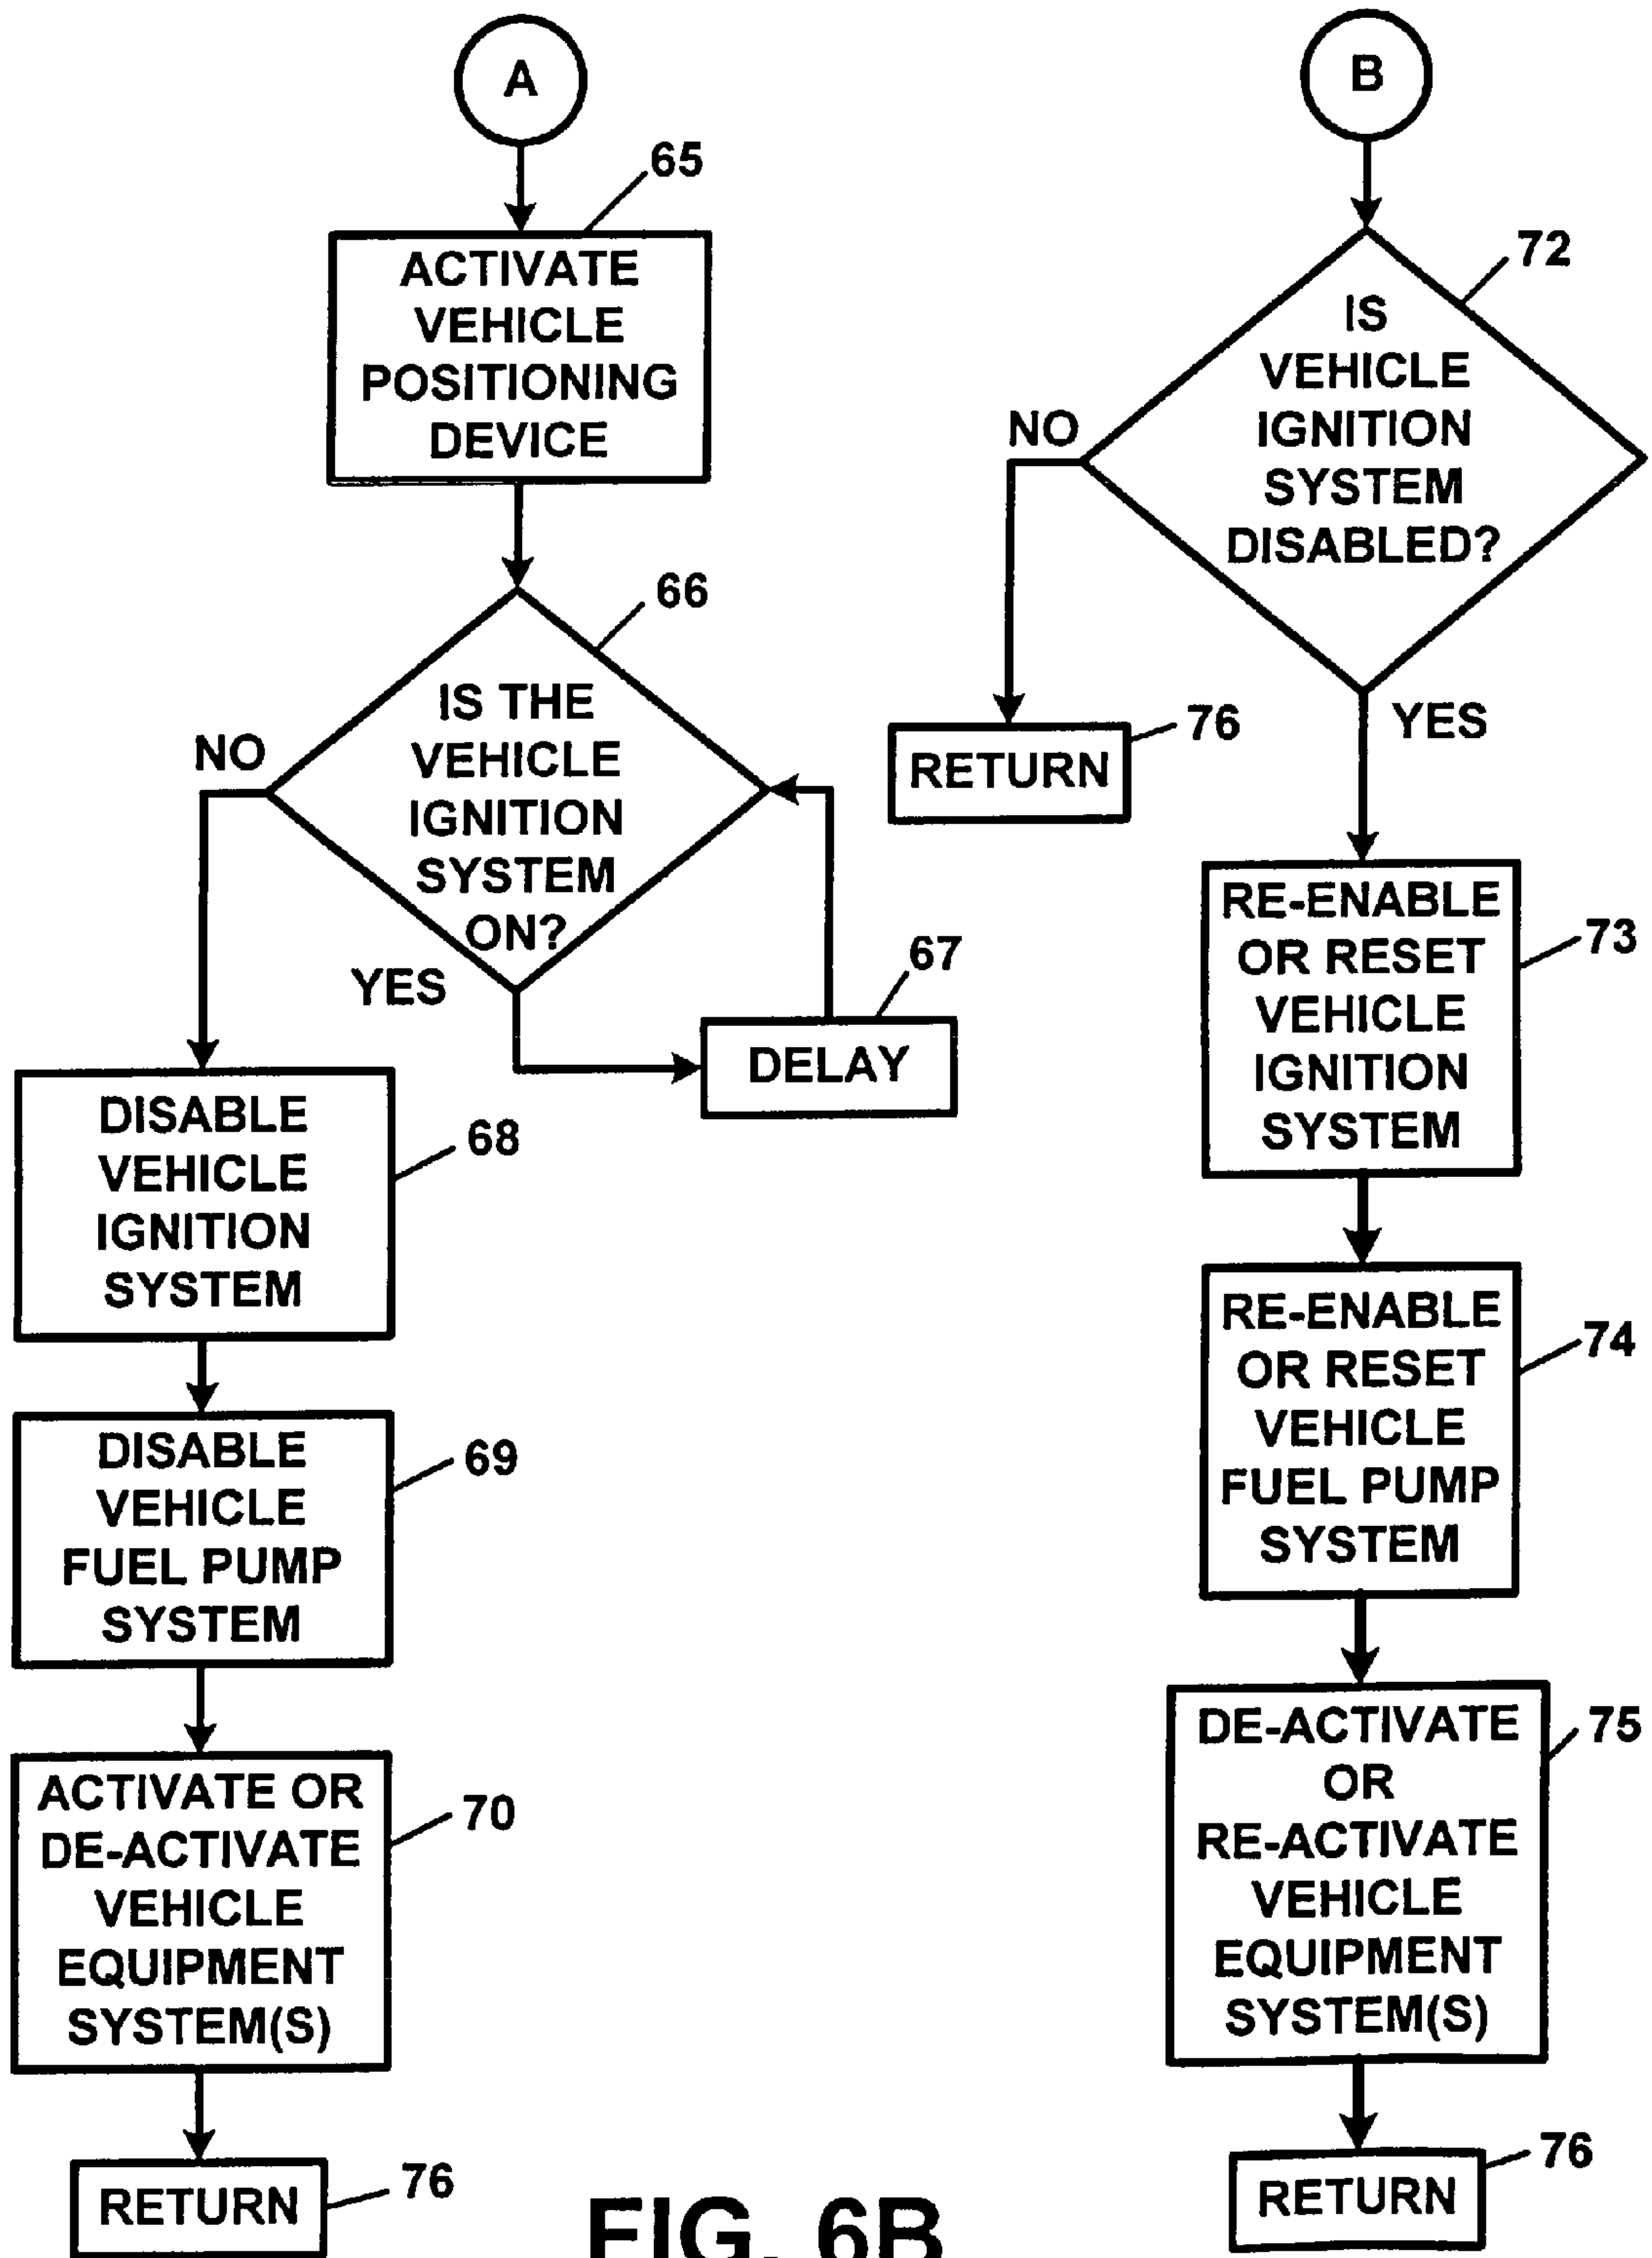 A
65
ACTIVATE
VEHICLE
POSITIONING
DEVICE
66
IS THE
VEHICLE
IGNITION
SYSTEM
ON?
NO
YES
67
DELAY
DISABLE
VEHICLE
IGNITION
SYSTEM
68
DISABLE
VEHICLE
FUEL PUMP
SYSTEM
69
ACTIVATE OR
DE-ACTIVATE
VEHICLE
EQUIPMENT
SYSTEM(S)
70
RETURN
76
B
72
IS
VEHICLE
IGNITION
SYSTEM
DISABLED?
NO
76
RETURN
YES
RE-ENABLE
OR RESET
VEHICLE
IGNITION
SYSTEM
73
RE-ENABLE
OR RESET
VEHICLE
FUEL PUMP
SYSTEM
74
DE-ACTIVATE
OR
RE-ACTIVATE
VEHICLE
EQUIPMENT
SYSTEM(S)
75
RETURN
76
FIG. 6B